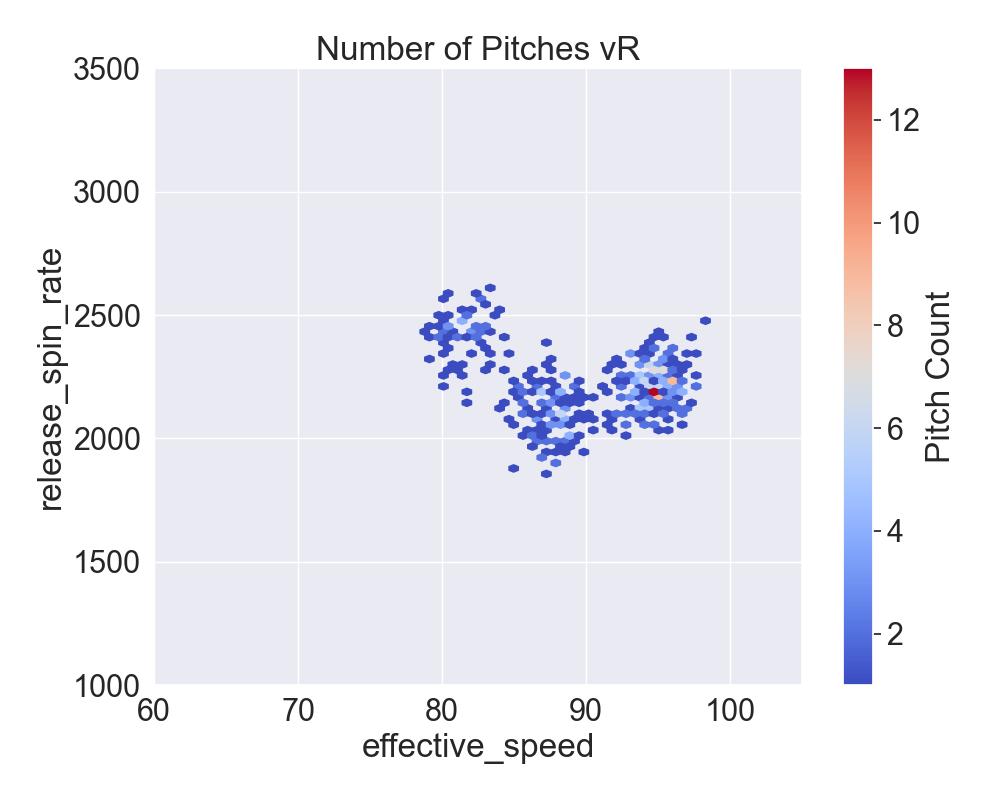 Number of Pitches vR
3500
3000
2500
2000
1500
1000
release_spin_rate
60 70 80 90 100
effective_speed
12
10
8
6
4
2
Pitch Count